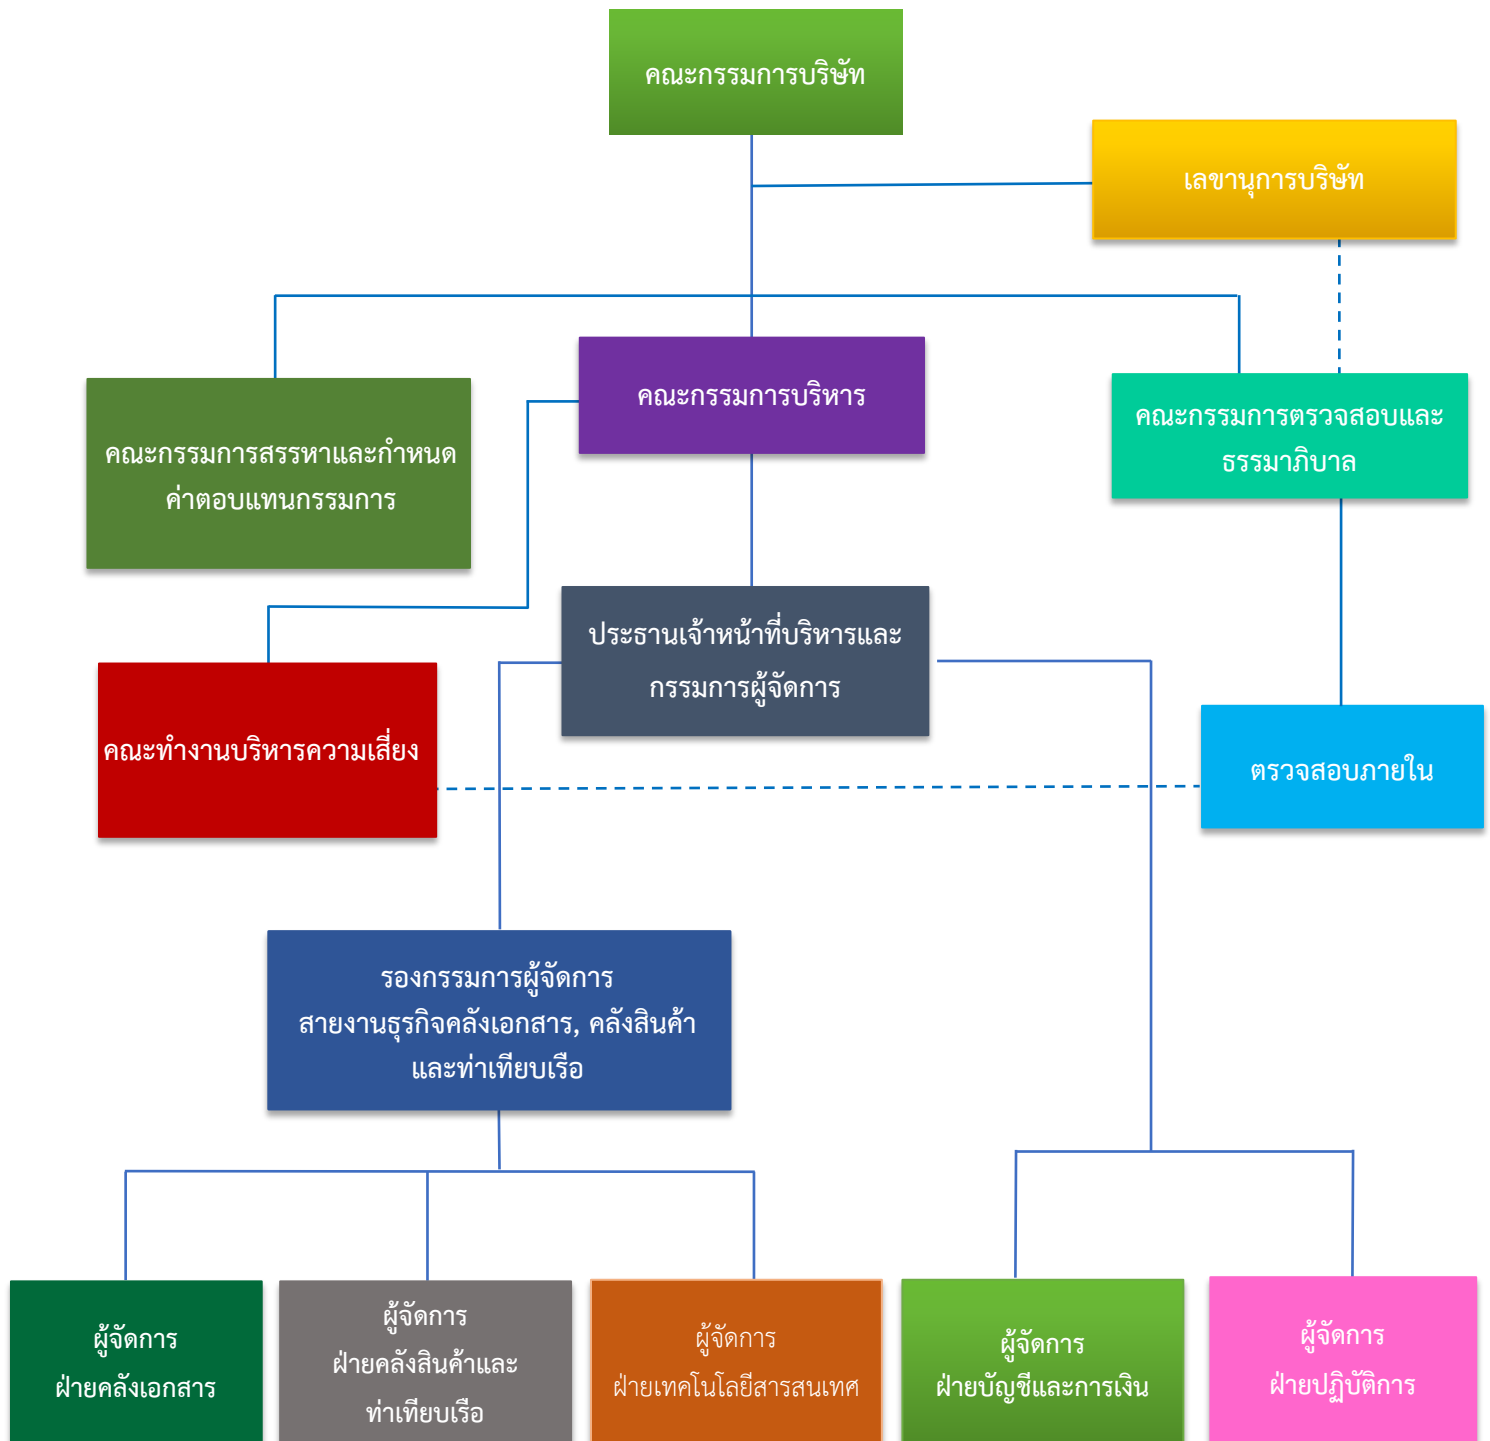 คณะกรรมการบริษัท
เลขานุการบริษัท
คณะกรรมการสรรหาและกำหนด
ค่าตอบแทนกรรมการ
คณะกรรมการบริหาร
คณะกรรมการตรวจสอบและ
ธรรมาภิบาล
ประธานเจ้าหน้าที่บริหารและ
กรรมการผู้จัดการ
คณะทำงานบริหารความเสี่ยง
ตรวจสอบภายใน
รองกรรมการผู้จัดการ
สายงานธุรกิจคลังเอกสาร, คลังสินค้า
และท่าเทียบเรือ
ผู้จัดการ
ฝ่ายคลังเอกสาร
ผู้จัดการ
ฝ่ายคลังสินค้าและ
ท่าเทียบเรือ
ผู้จัดการ
ฝ่ายเทคโนโลยีสารสนเทศ
ผู้จัดการ
ฝ่ายบัญชีและการเงิน
ผู้จัดการ
ฝ่ายปฏิบัติการ